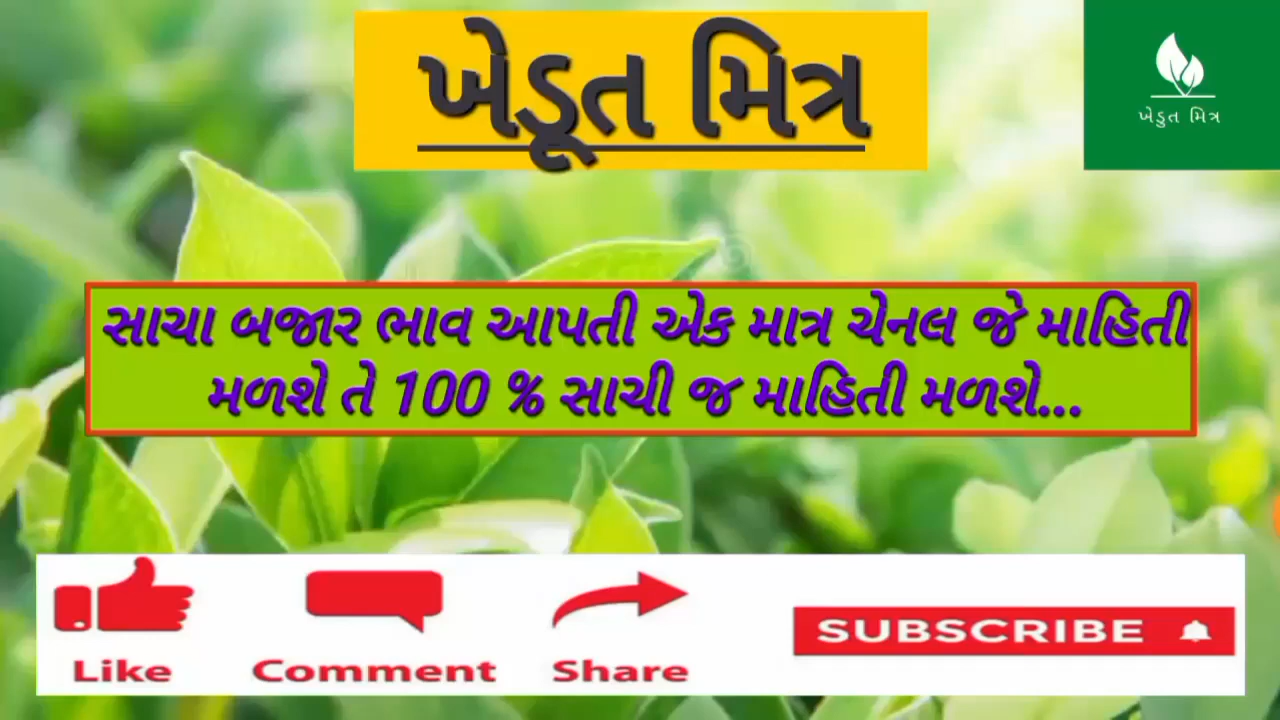 ખેડૂત મિત્ર
ખેડુત મિત્ર
સાચા બજાર ભાવ આપતી એક માત્ર ચેનલ જે માહિતી
મળશે તે 100 % સાચી જ માહિતી મળશે...
Like Comment Share
SUBSCRIBE